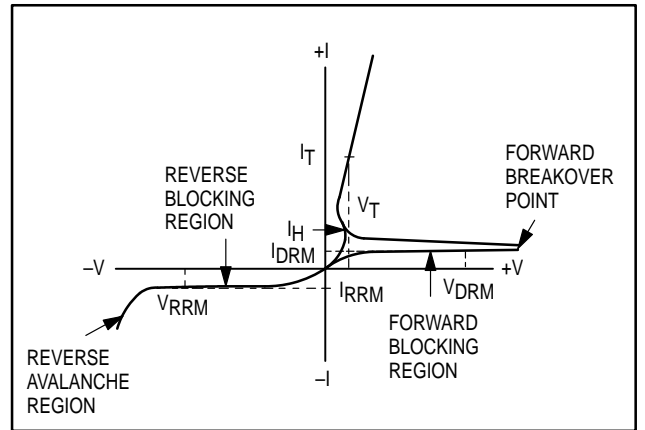 +I
IT
REVERSE
BLOCKING
REGION
FORWARD
BREAKOVER
POINT
VT
IH
IDRM
–V
+V
VRRM
IRRM
VDRM
FORWARD
BLOCKING
REGION
REVERSE
AVALANCHE
REGION
–I